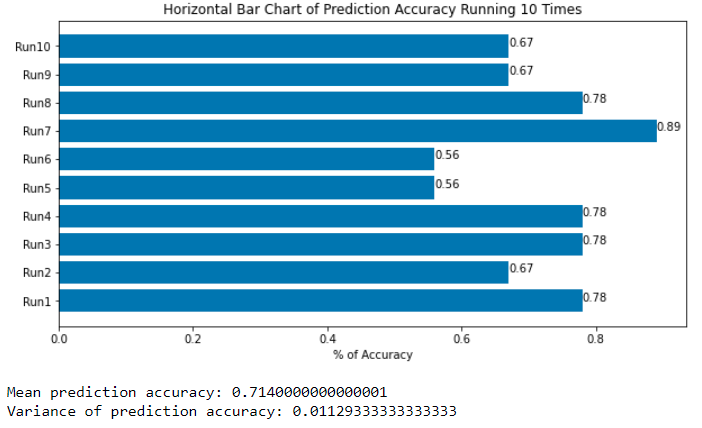 Horizontal Bar Chart of Prediction Accuracy Running 10 Times
Run10 0.67
Run9 0.67
Run8 0.78
Run7 0.89
Run6 0.56
Run5 0.56
Run4 0.78
Run3 0.78
Run2 0.67
Run1 0.78
0.0 0.2 0.4 0.6 0.8
% of Accuracy
Mean prediction accuracy: 0.7140000000000001
Variance of prediction accuracy: 0.01129333333333333